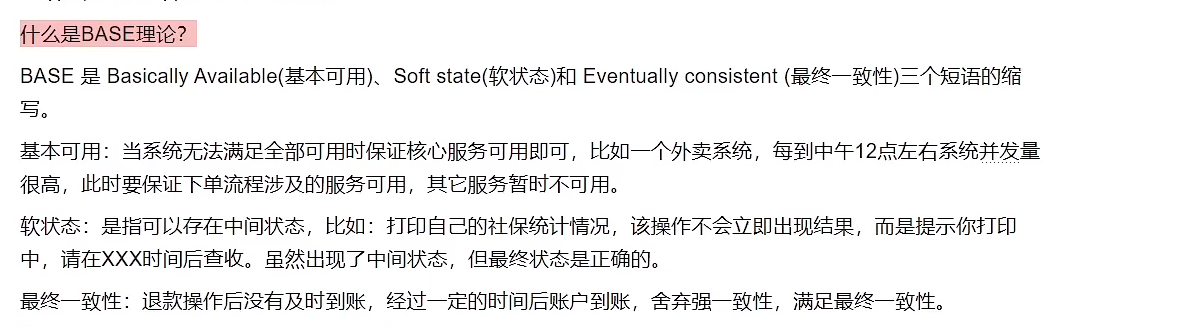 什么是BASE理论？
BASE 是 Basically Available(基本可用)、Soft state(软状态)和 Eventually consistent (最终一致性)三个短语的缩
写。
基本可用：当系统无法满足全部可用时保证核心服务可用即可，比如一个外卖系统，每到中午12点左右系统并发量
很高，此时要保证下单流程涉及的服务可用，其它服务暂时不可用。
软状态：是指可以存在中间状态，比如：打印自己的社保统计情况，该操作不会立即出现结果，而是提示你打印
中，请在XXX时间后查收。虽然出现了中间状态，但最终状态是正确的。
最终一致性：退款操作后没有及时到账，经过一定的时间后账户到账，舍弃强一致性，满足最终一致性。